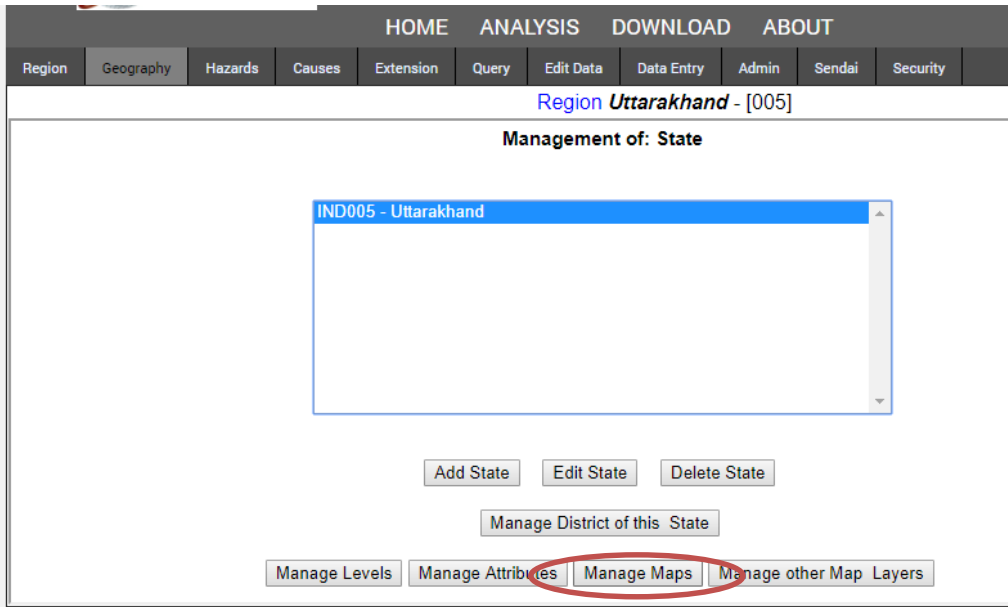 HOME ANALYSIS DOWNLOAD ABOUT
Region Geography Hazards Causes Extension Query Edit Data Data Entry Admin Sendai Security
Region Uttarakhand - [005]
Management of: State
IND005 - Uttarakhand
Add State Edit State Delete State
Manage District of this State
Manage Levels Manage Attributes Manage Maps Manage other Map Layers